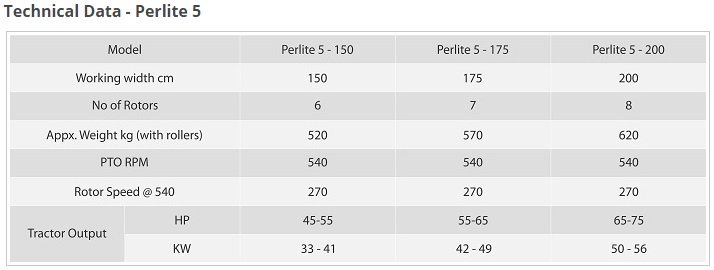 Technical Data - Perlite 5
Model Perlite 5 - 150 Perlite 5 - 175 Perlite 5 - 200
Working width cm 150 175 200
No of Rotors 6 7 8
Appx. Weight kg (with rollers) 520 570 620
PTO RPM 540 540 540
Rotor Speed @ 540 270 270 270
Tractor Output HP 45-55 55-65 65-75
KW 33 - 41 42 - 49 50 - 56